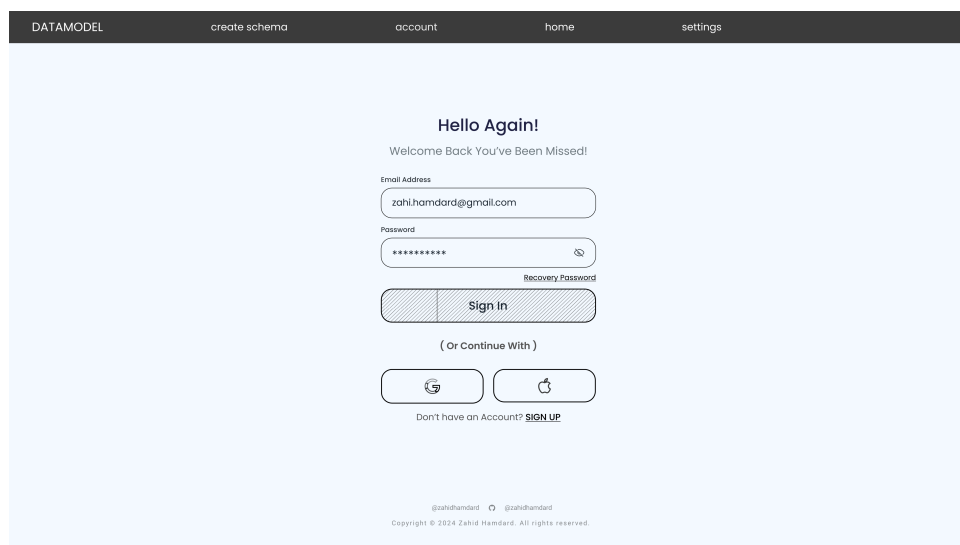 DATAMODEL create schema account home settings
Hello Again!
Welcome Back You've Been Missed!
Email Address
zahi.hamdard@gmail.com
Password
**********
Recovery Password
Sign In
( Or Continue With )
Don't have an Account? SIGN UP
@zahidhamdard @zahidhamdard
Copyright © 2024 Zahid Hamdard. All rights reserved.